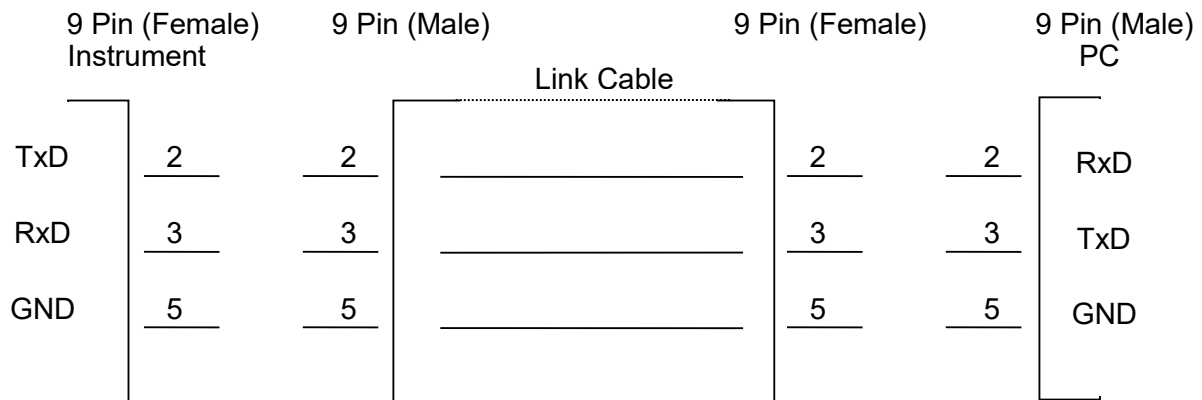 9 Pin (Female) 9 Pin (Male) 9 Pin (Female) 9 Pin (Male)
Instrument PC
Link Cable
TxD 2 2 2 2 RxD
RxD 3 3 3 3 TxD
GND 5 5 5 5 GND